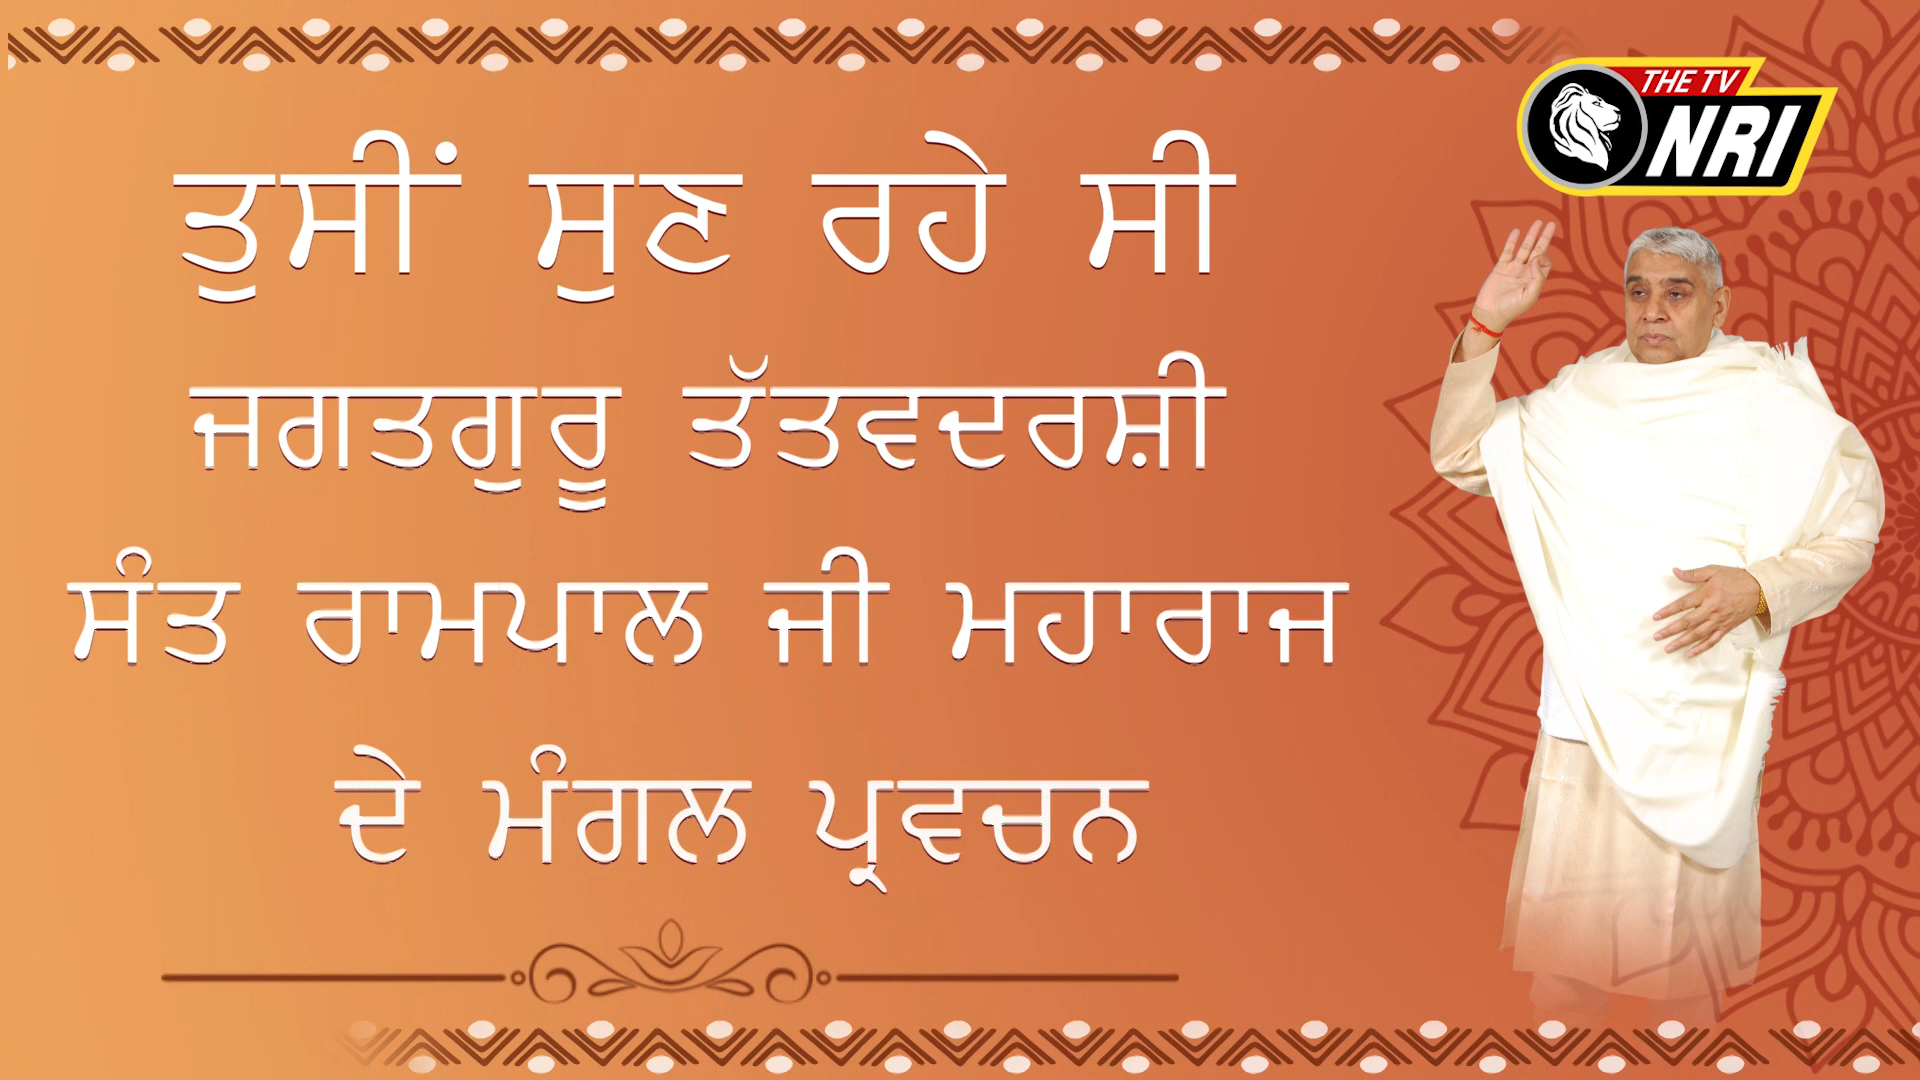 THE TV
NRI
ਤੁਸੀਂ ਸੁਣ ਰਹੇ ਸੀ
ਜਗਤਗੁਰੂ ਤੱਤਵਦਰਸ਼ੀ
ਸੰਤ ਰਾਮਪਾਲ ਜੀ ਮਹਾਰਾਜ
ਦੇ ਮੰਗਲ ਪ੍ਰਵਚਨ